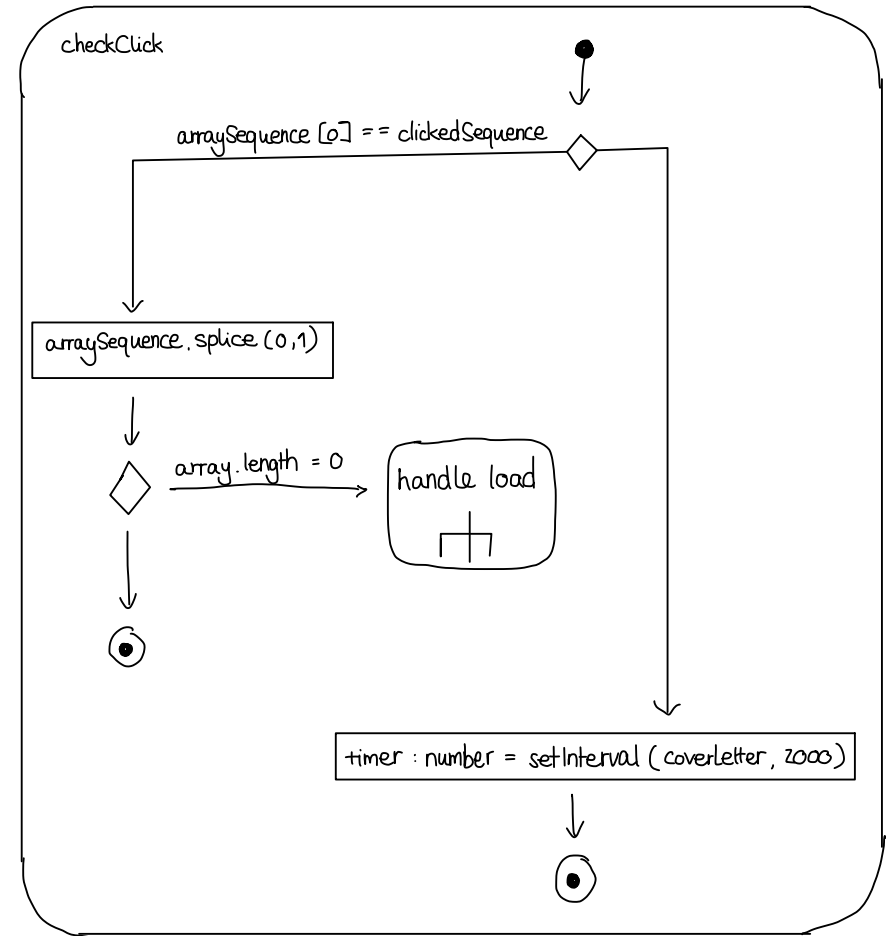 checkClick
arraySequence [0] == clickedSequence
arraySequence.splice (0,1)
array.length = 0
handle load
timer : number = setInterval (coverLetter, 2000)